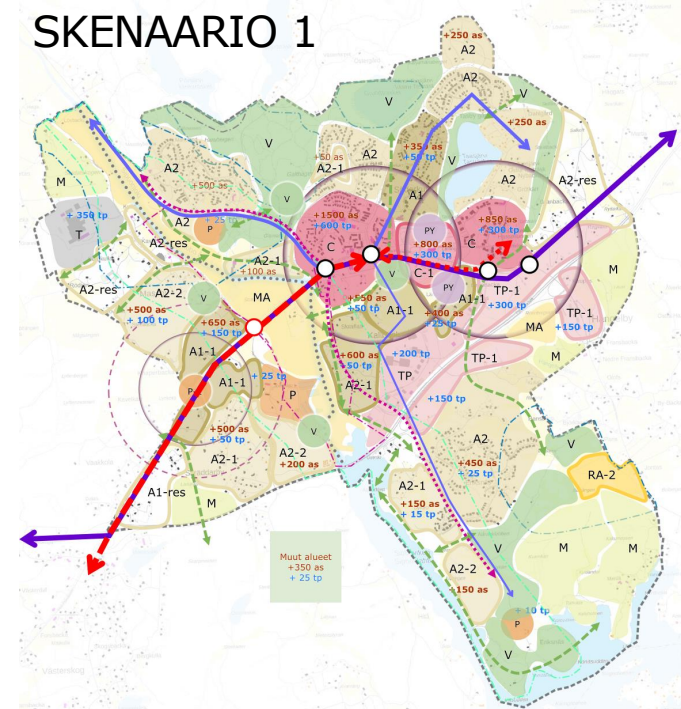 SKENAARIO 1
+250 as
A2
A2
V
V
+350 as
+50 tp
V
+250 as
+50 as
A2
A2-1
A1
A2
A2-res
A2
+500 as
M
V
+ 350 tp
T
A2
+ 25 tp
P
A2-res
+1500 as
+600 tp
C
PY
+850 as
+ 300 tp
C
+800 as
+300 tp
C-1
A2-1
+100 as
V
M
A2-res
A2-2
V
MA
+500 as
+ 100 tp
+550 as
+50 tp
A1-1
PY
A1-1
+400 as
+25 tp
TP-1
+300 tp
TP-1
+150 tp
MA
+650 as
+ 150 tp
A1-1
A1-1
P
+ 25 tp
P
+600 as
50 tp
A2-1
+200 tp
TP
TP-1
M
+150 tp
+500 as
+ 50 tp
A2-1
V
A2-2
+200 as
A2
+450 as
+ 25 tp
V
RA-2
A1-res
M
A2-1
+150 as
+ 15 tp
V
M
M
Muut alueet
+350 as
+ 25 tp
A2-2
+150 as
+ 10 tp
P
V